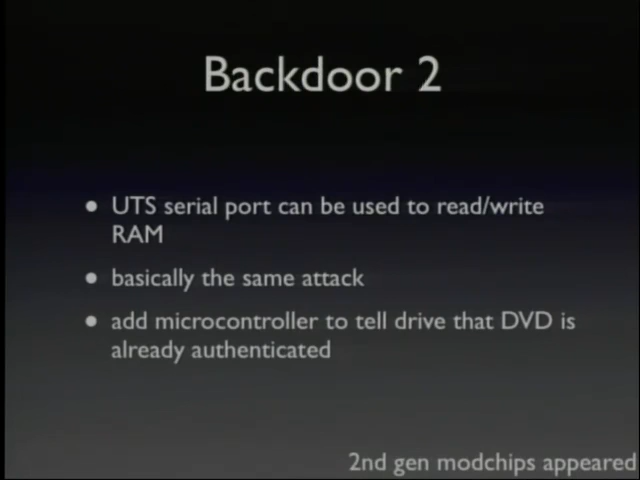 Backdoor 2
• UTS serial port can be used to read/write
RAM
• basically the same attack
• add microcontroller to tell drive that DVD is
already authenticated
2nd gen modchips appeared